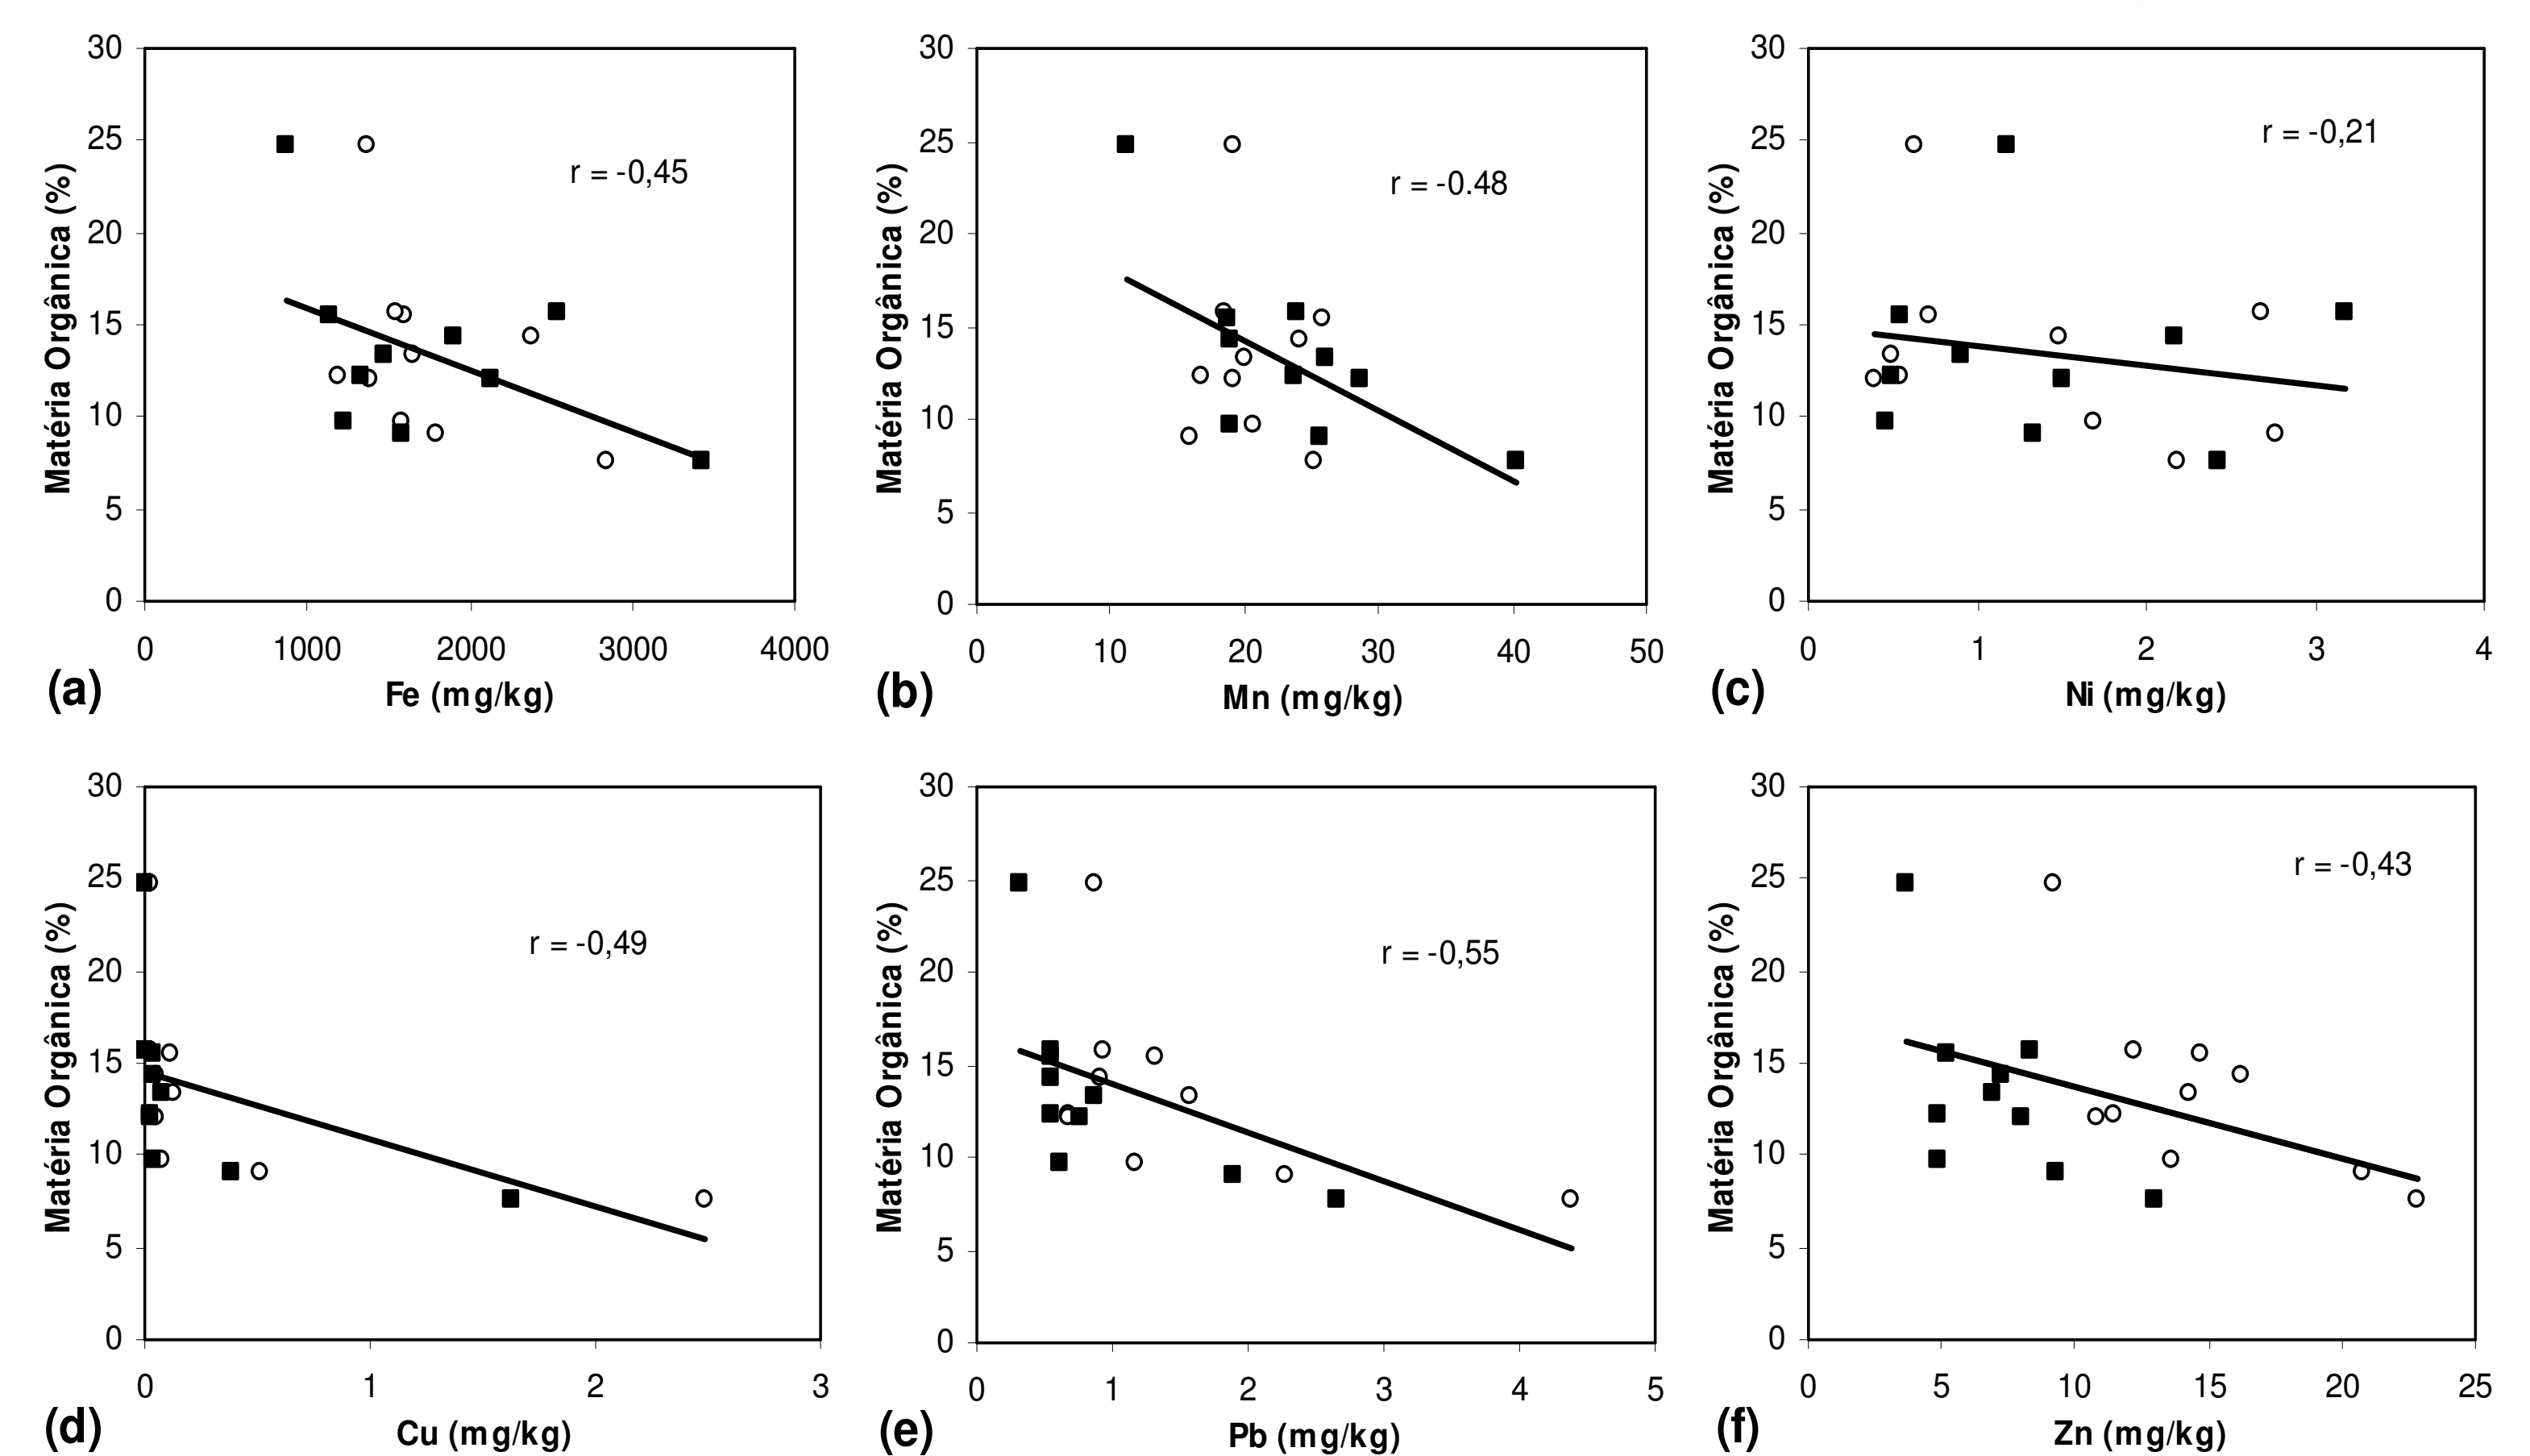 30
25
20
15
10
5
0
Matéria Orgânica (%)
r = -0,45
0 1000 2000 3000 4000
(a) Fe (mg/kg)
30
25
20
15
10
5
0
Matéria Orgânica (%)
r = -0.48
0 10 20 30 40 50
(b) Mn (mg/kg)
30
25
20
15
10
5
0
Matéria Orgânica (%)
r = -0,21
0 1 2 3 4
(c) Ni (mg/kg)
30
25
20
15
10
5
0
Matéria Orgânica (%)
r = -0,49
0 1 2 3
(d) Cu (mg/kg)
30
25
20
15
10
5
0
Matéria Orgânica (%)
r = -0,55
0 1 2 3 4 5
(e) Pb (mg/kg)
30
25
20
15
10
5
0
Matéria Orgânica (%)
r = -0,43
0 5 10 15 20 25
(f) Zn (mg/kg)